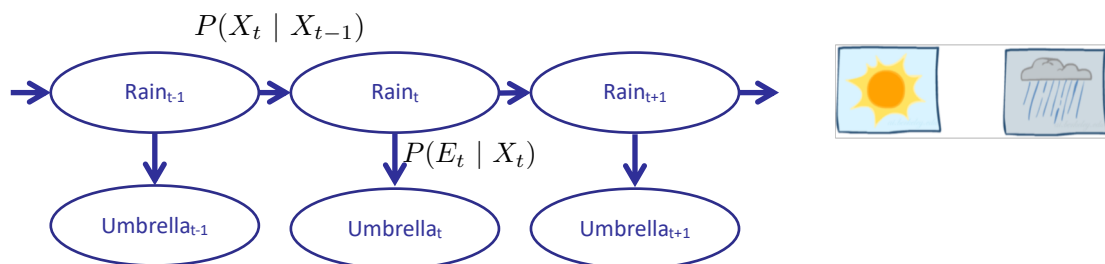 P(X_t | X_{t-1})
Rain_{t-1} Rain_t Rain_{t+1}
P(E_t | X_t)
Umbrella_{t-1} Umbrella_t Umbrella_{t+1}